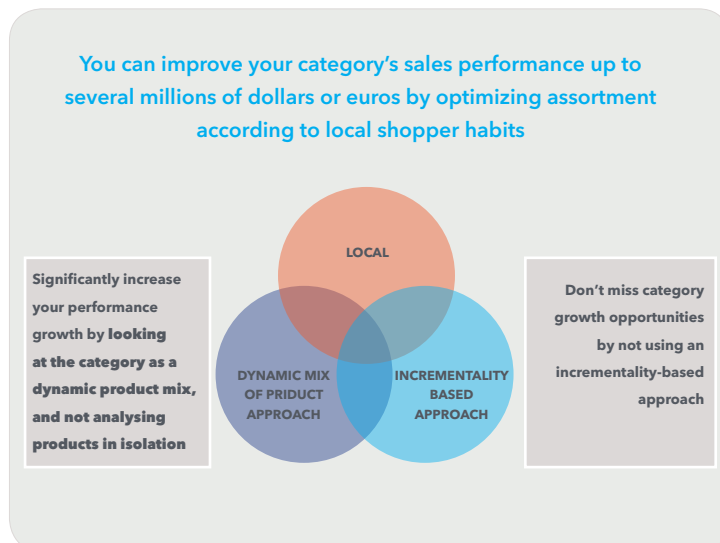 You can improve your category’s sales performance up to
several millions of dollars or euros by optimizing assortment
according to local shopper habits
LOCAL
Significantly increase
your performance
growth by looking
at the category as a
dynamic product mix,
and not analysing
products in isolation
DYNAMIC MIX
OF PRIDUCT
APPROACH
INCREMENTALITY
BASED
APPROACH
Don’t miss category
growth opportunities
by not using an
incrementality-based
approach